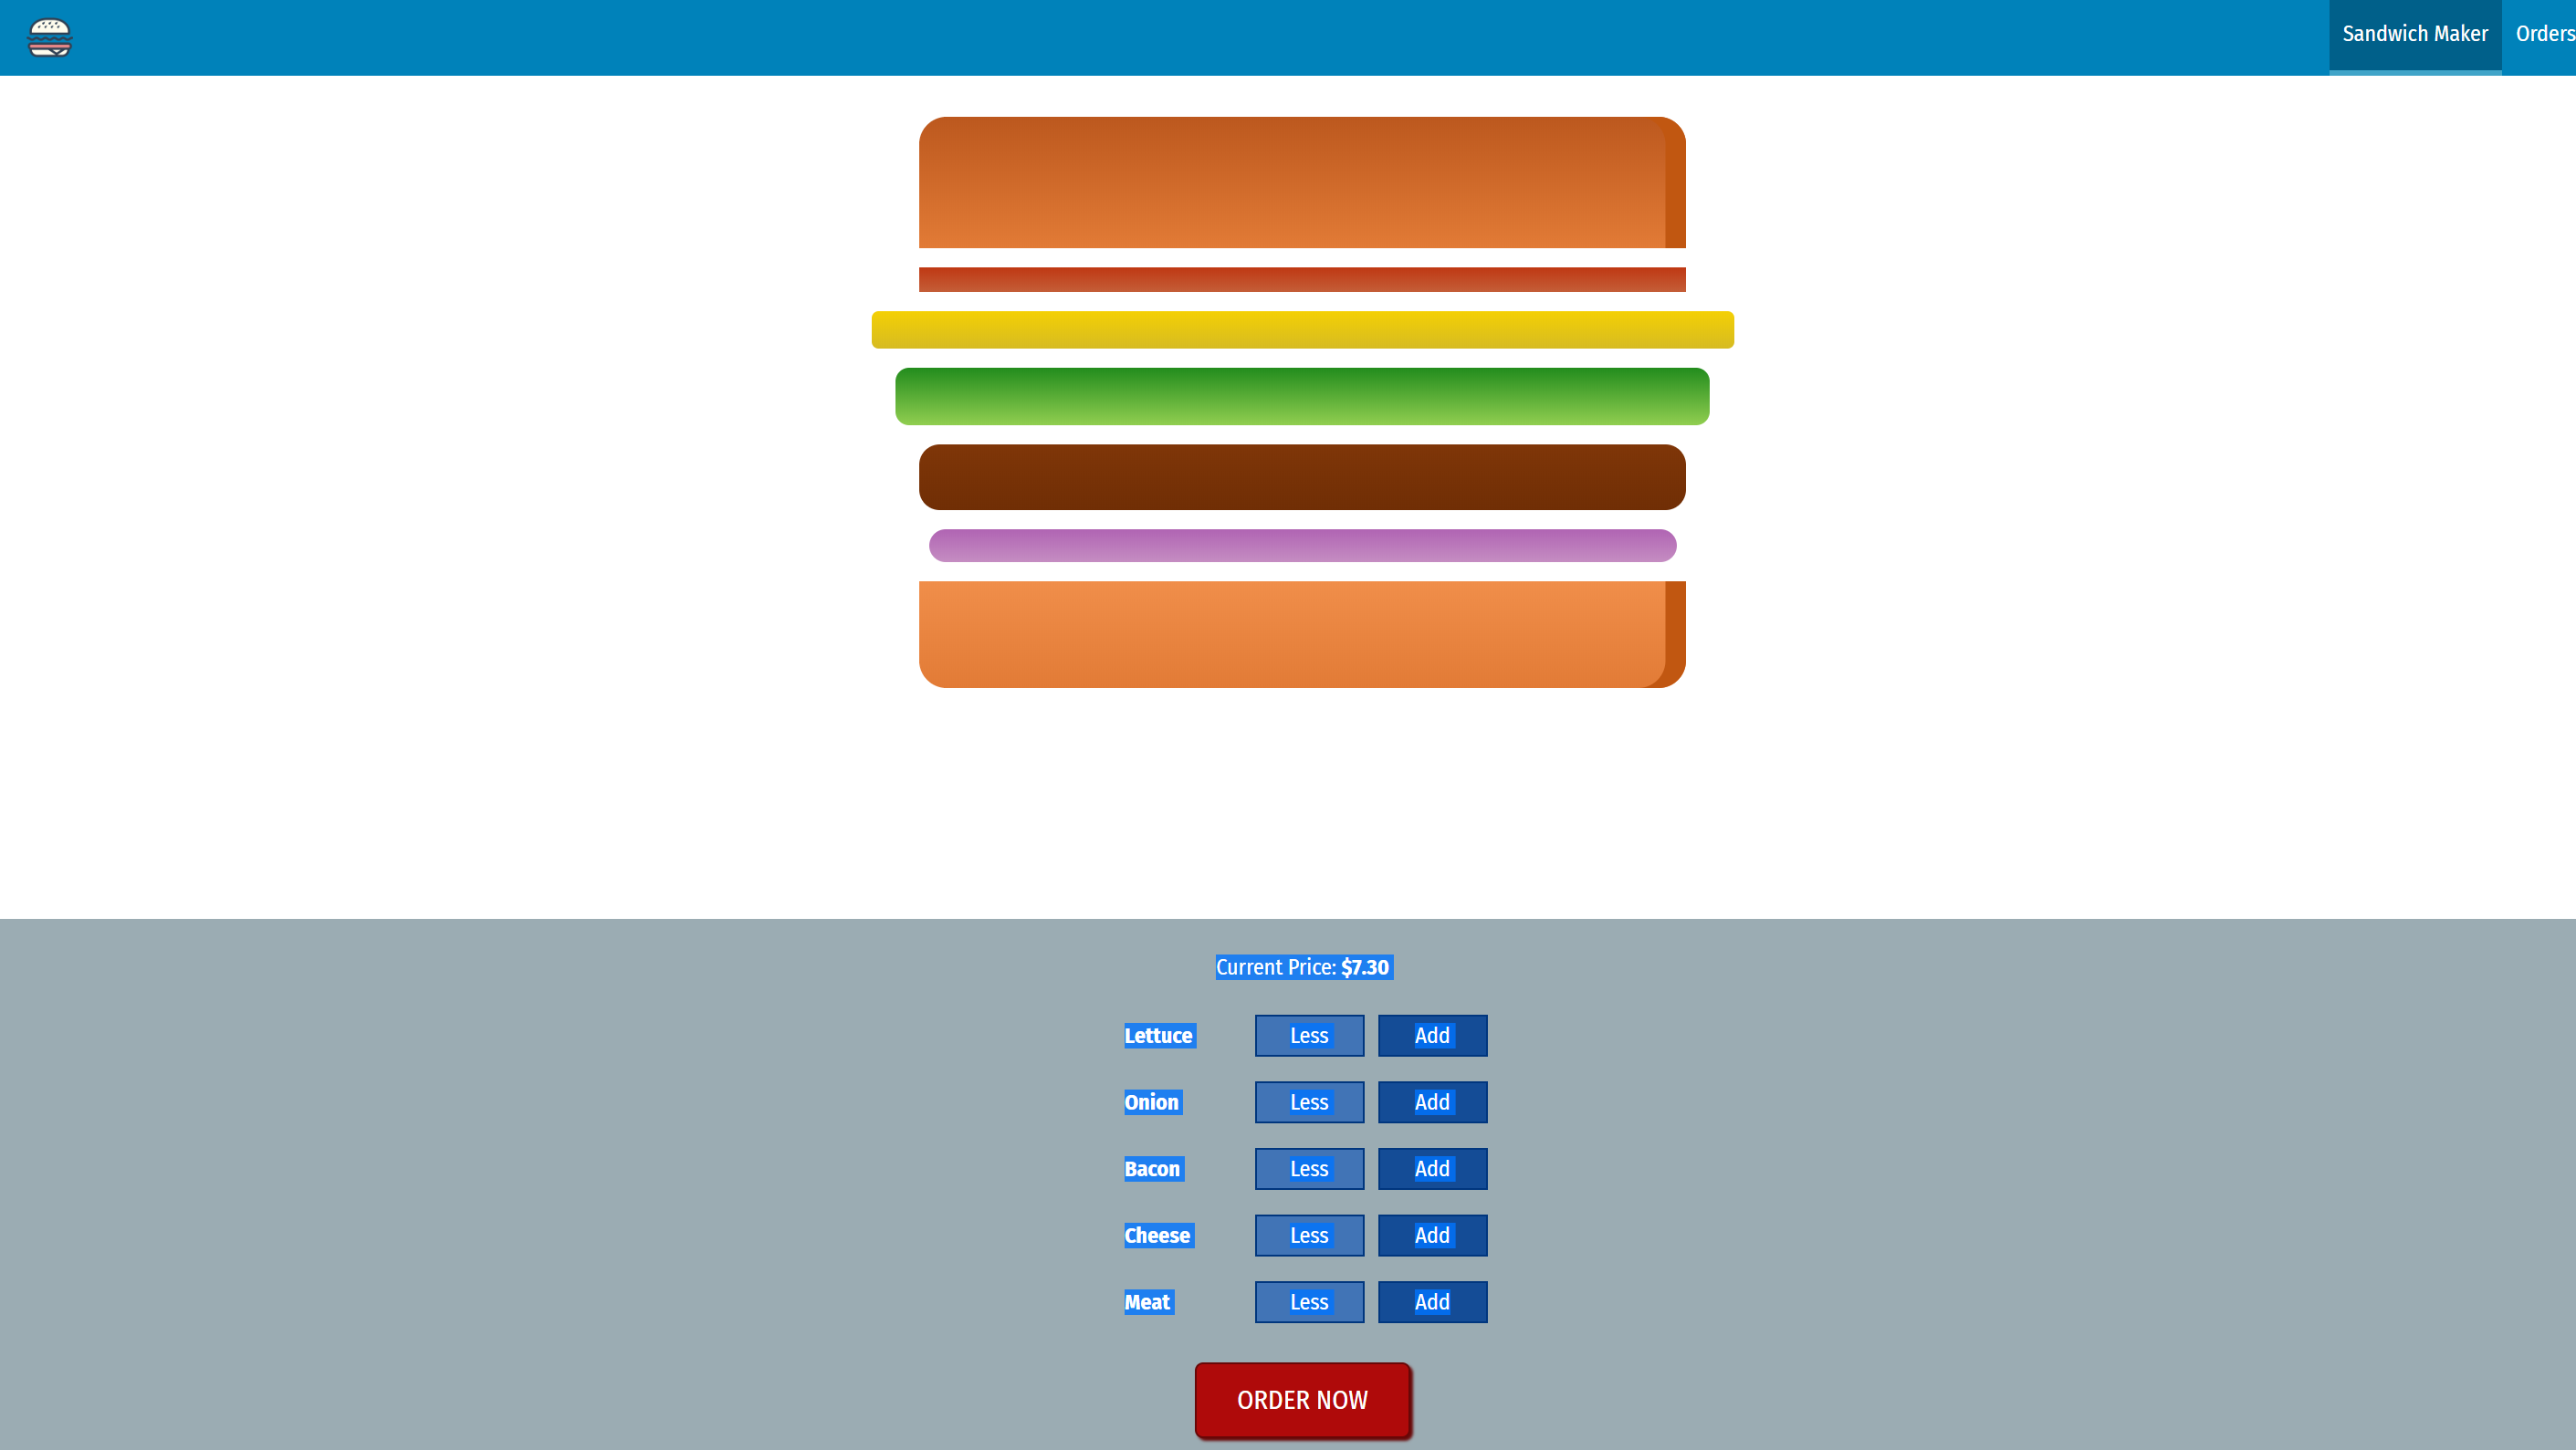 Sandwich Maker Orders
Current Price: $7.30
Lettuce Less Add
Onion Less Add
Bacon Less Add
Cheese Less Add
Meat Less Add
ORDER NOW